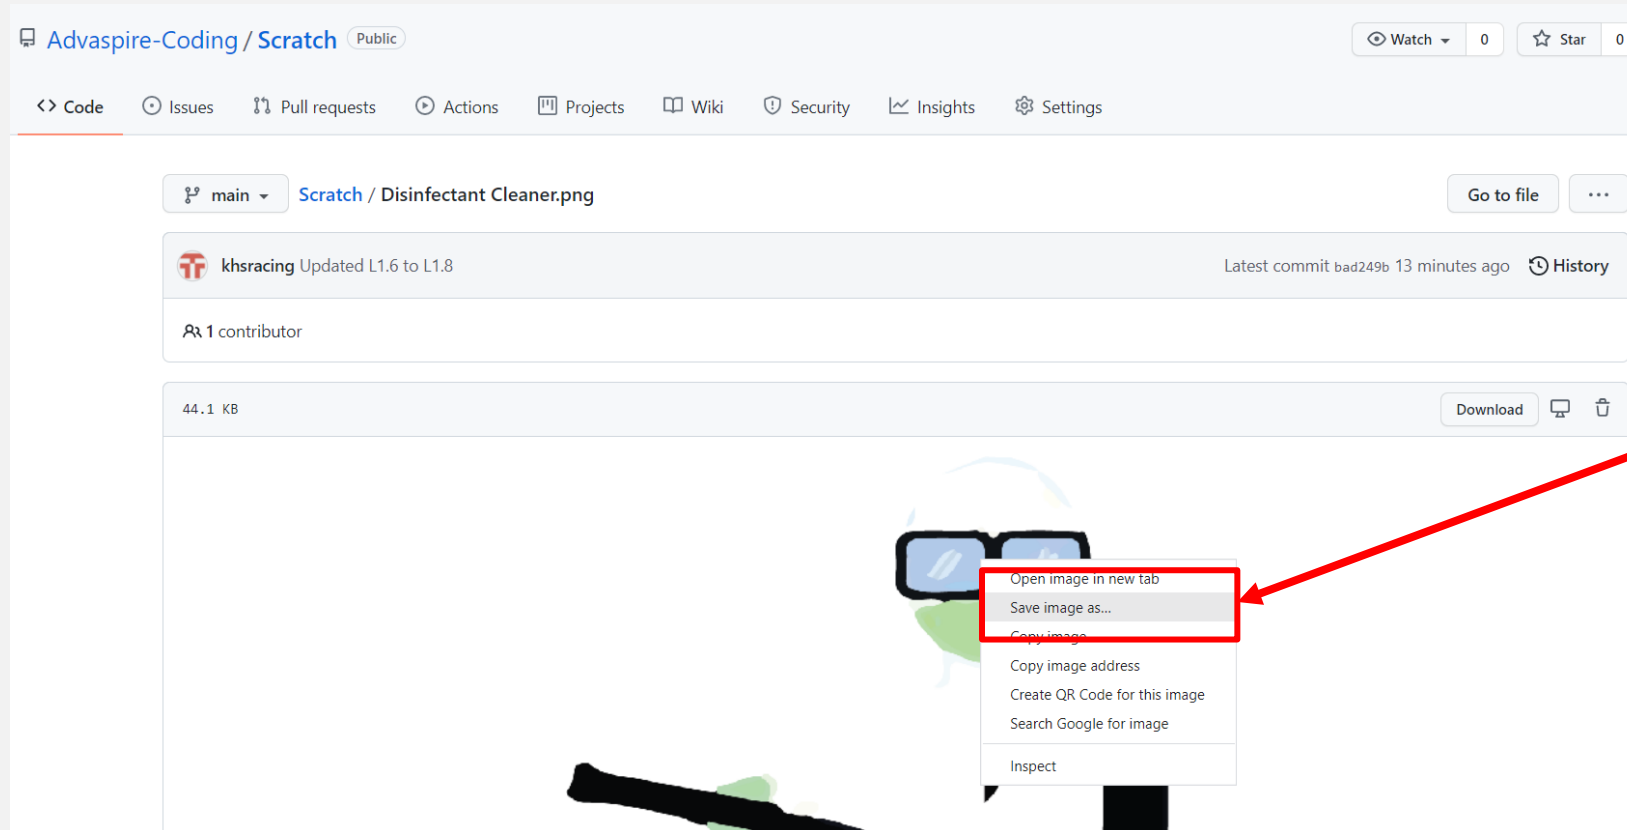 Advaspire-Coding / Scratch Public
Watch 0 Star 0
Code Issues Pull requests Actions Projects Wiki Security Insights Settings
main Scratch / Disinfectant Cleaner.png Go to file ...
khsracing Updated L1.6 to L1.8 Latest commit bad249b 13 minutes ago History
1 contributor
44.1 KB Download
Open image in new tab
Save image as...
Copy image
Copy image address
Create QR Code for this image
Search Google for image
Inspect